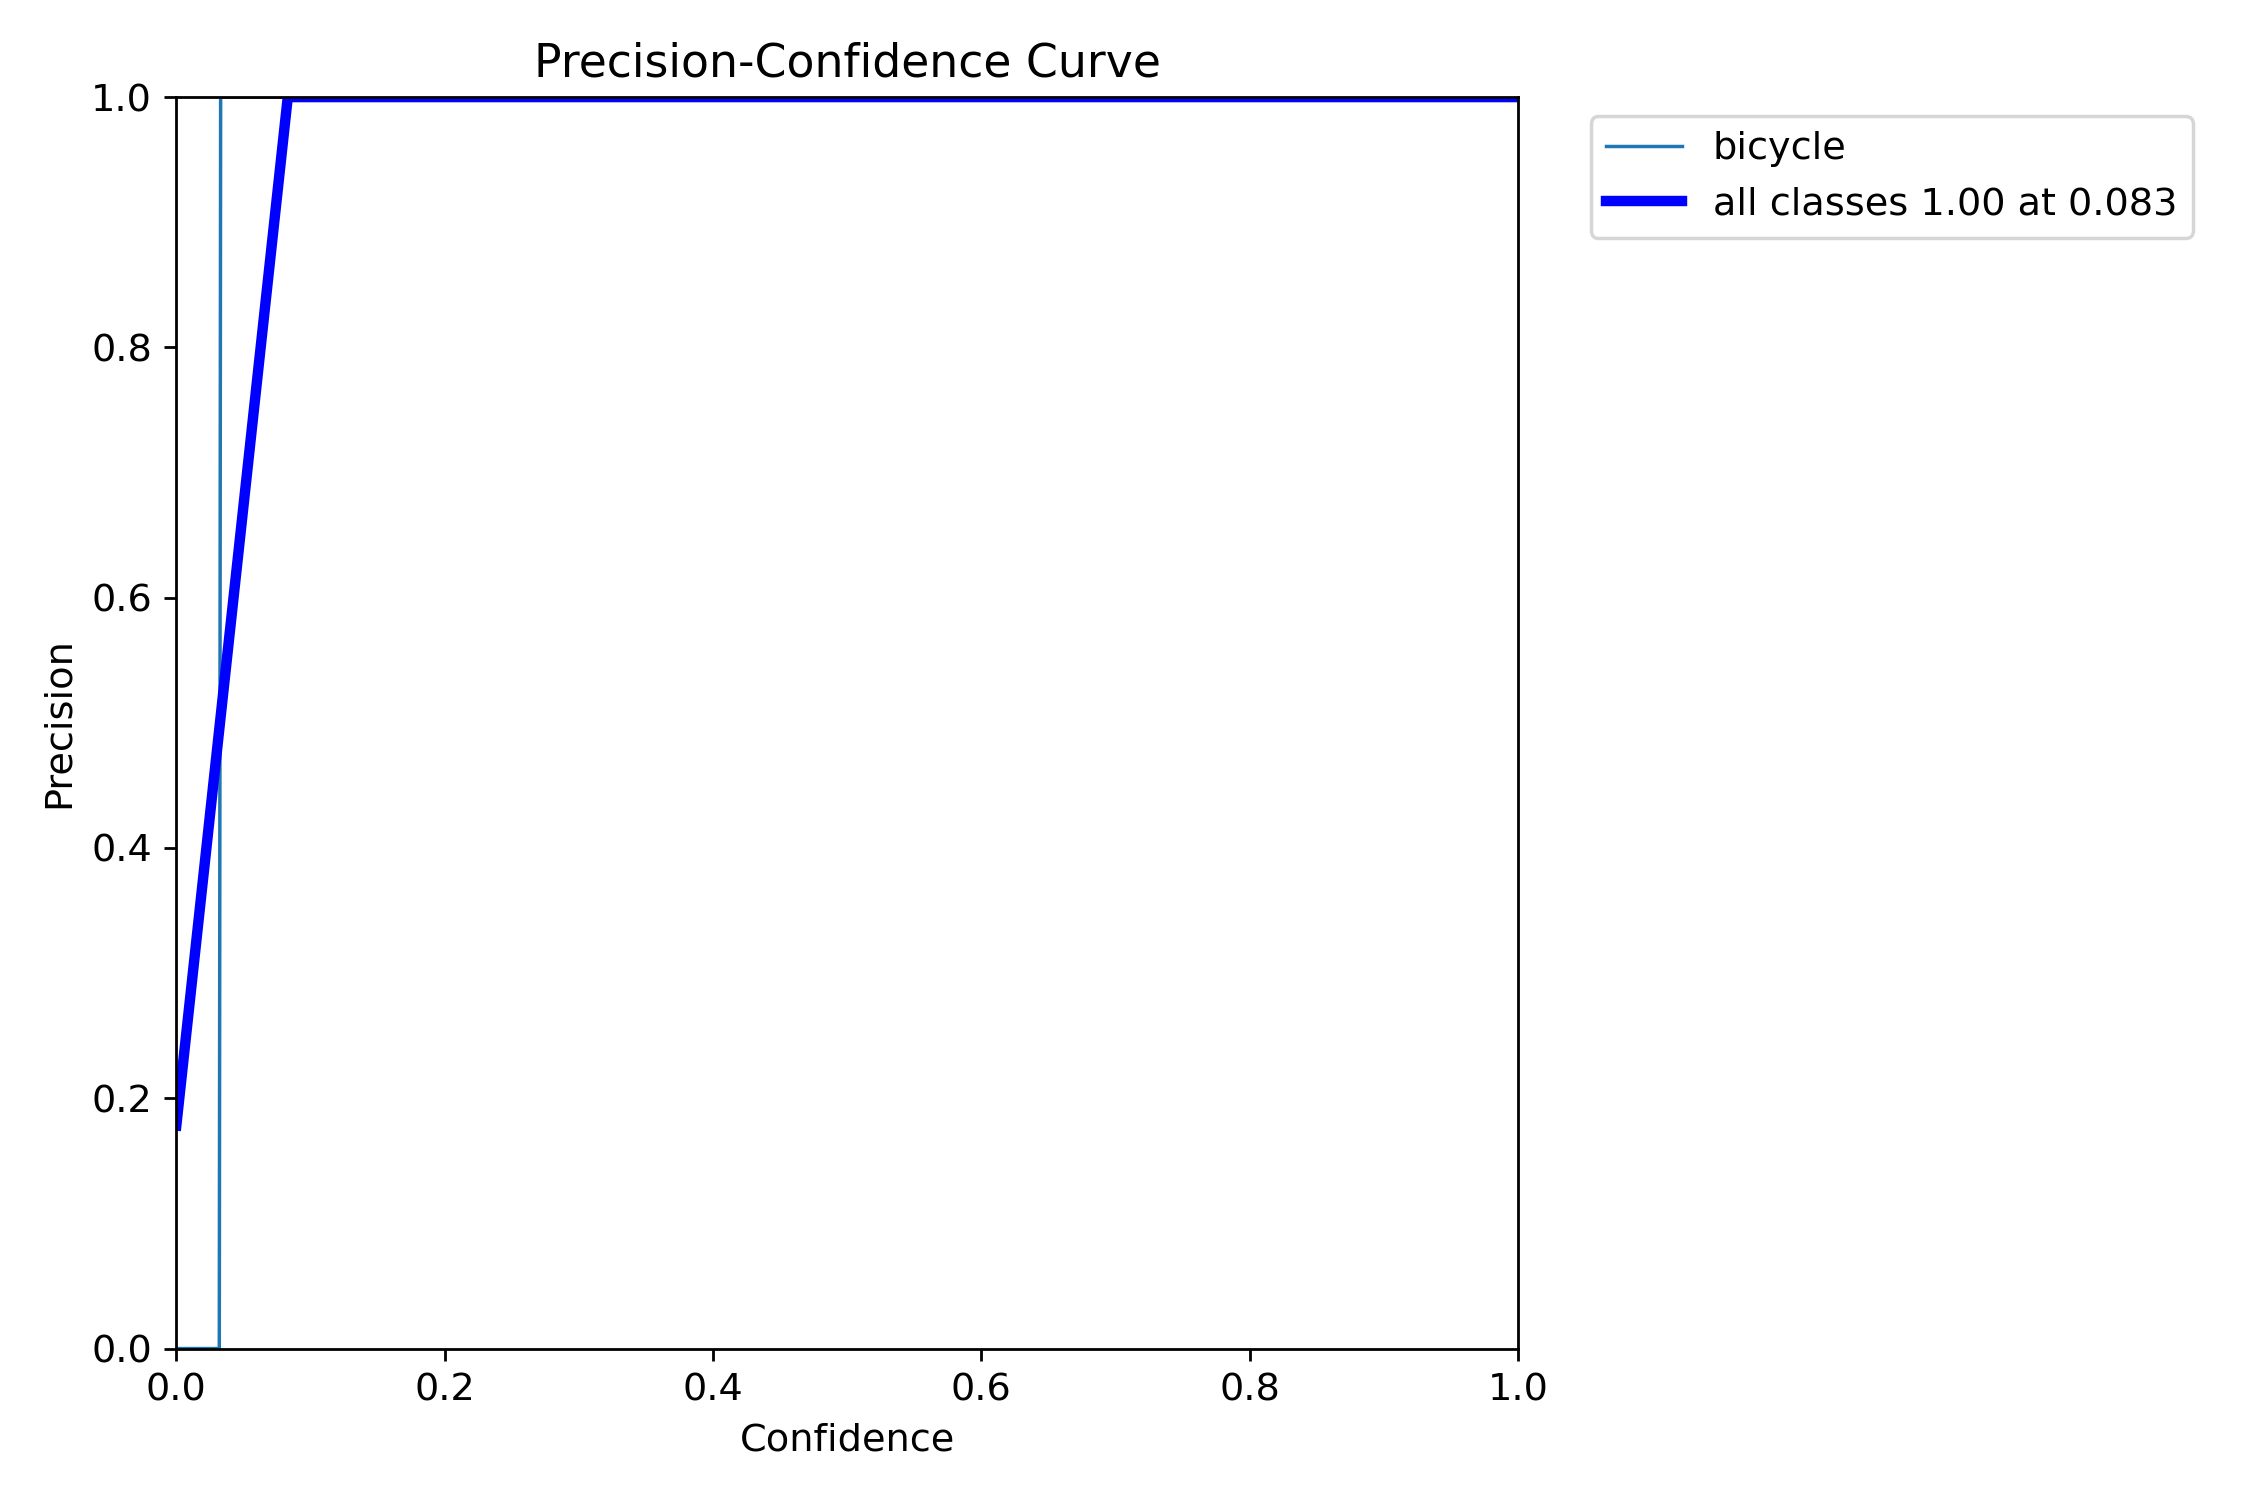 Precision-Confidence Curve
1.0
0.8
0.6
0.4
0.2
0.0
Precision
0.0 0.2 0.4 0.6 0.8 1.0
Confidence
bicycle
all classes 1.00 at 0.083